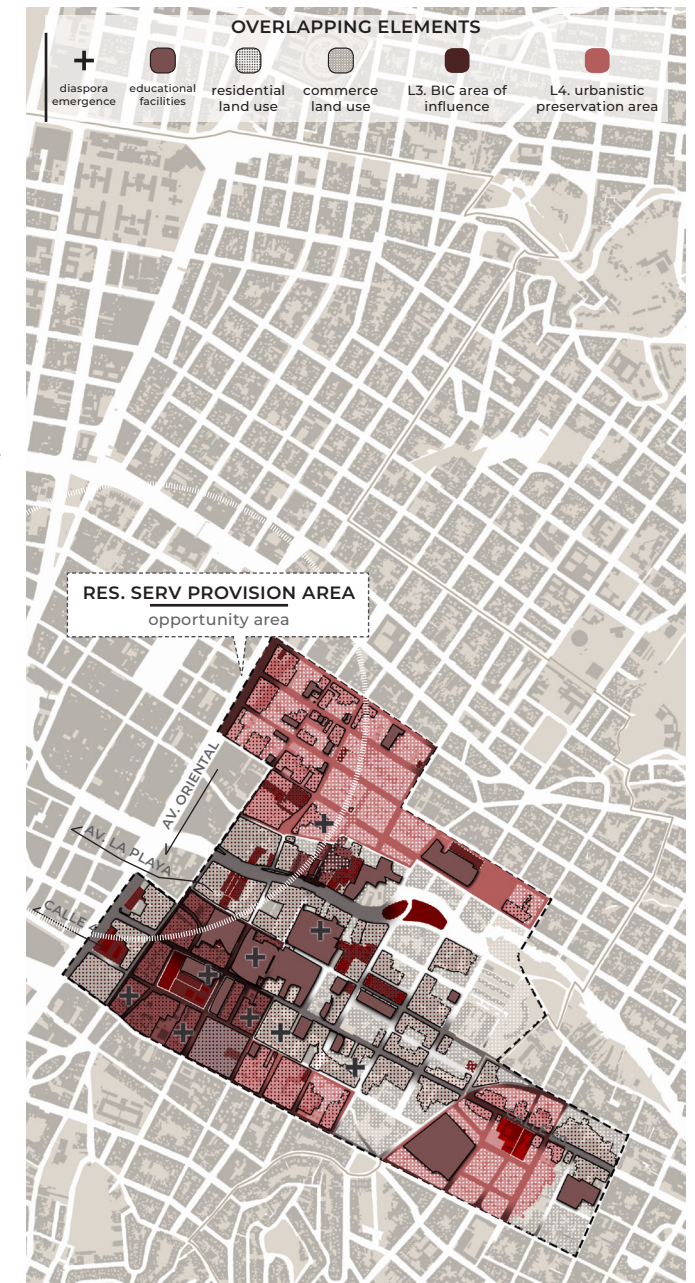 OVERLAPPING ELEMENTS
diaspora
emergence
educational
facilities
residential
land use
commerce
land use
L3. BIC area of
influence
L4. urbanistic
preservation area
RES. SERV PROVISION AREA
opportunity area
AV. ORIENTAL
AV. LA PLAYA
CALLE